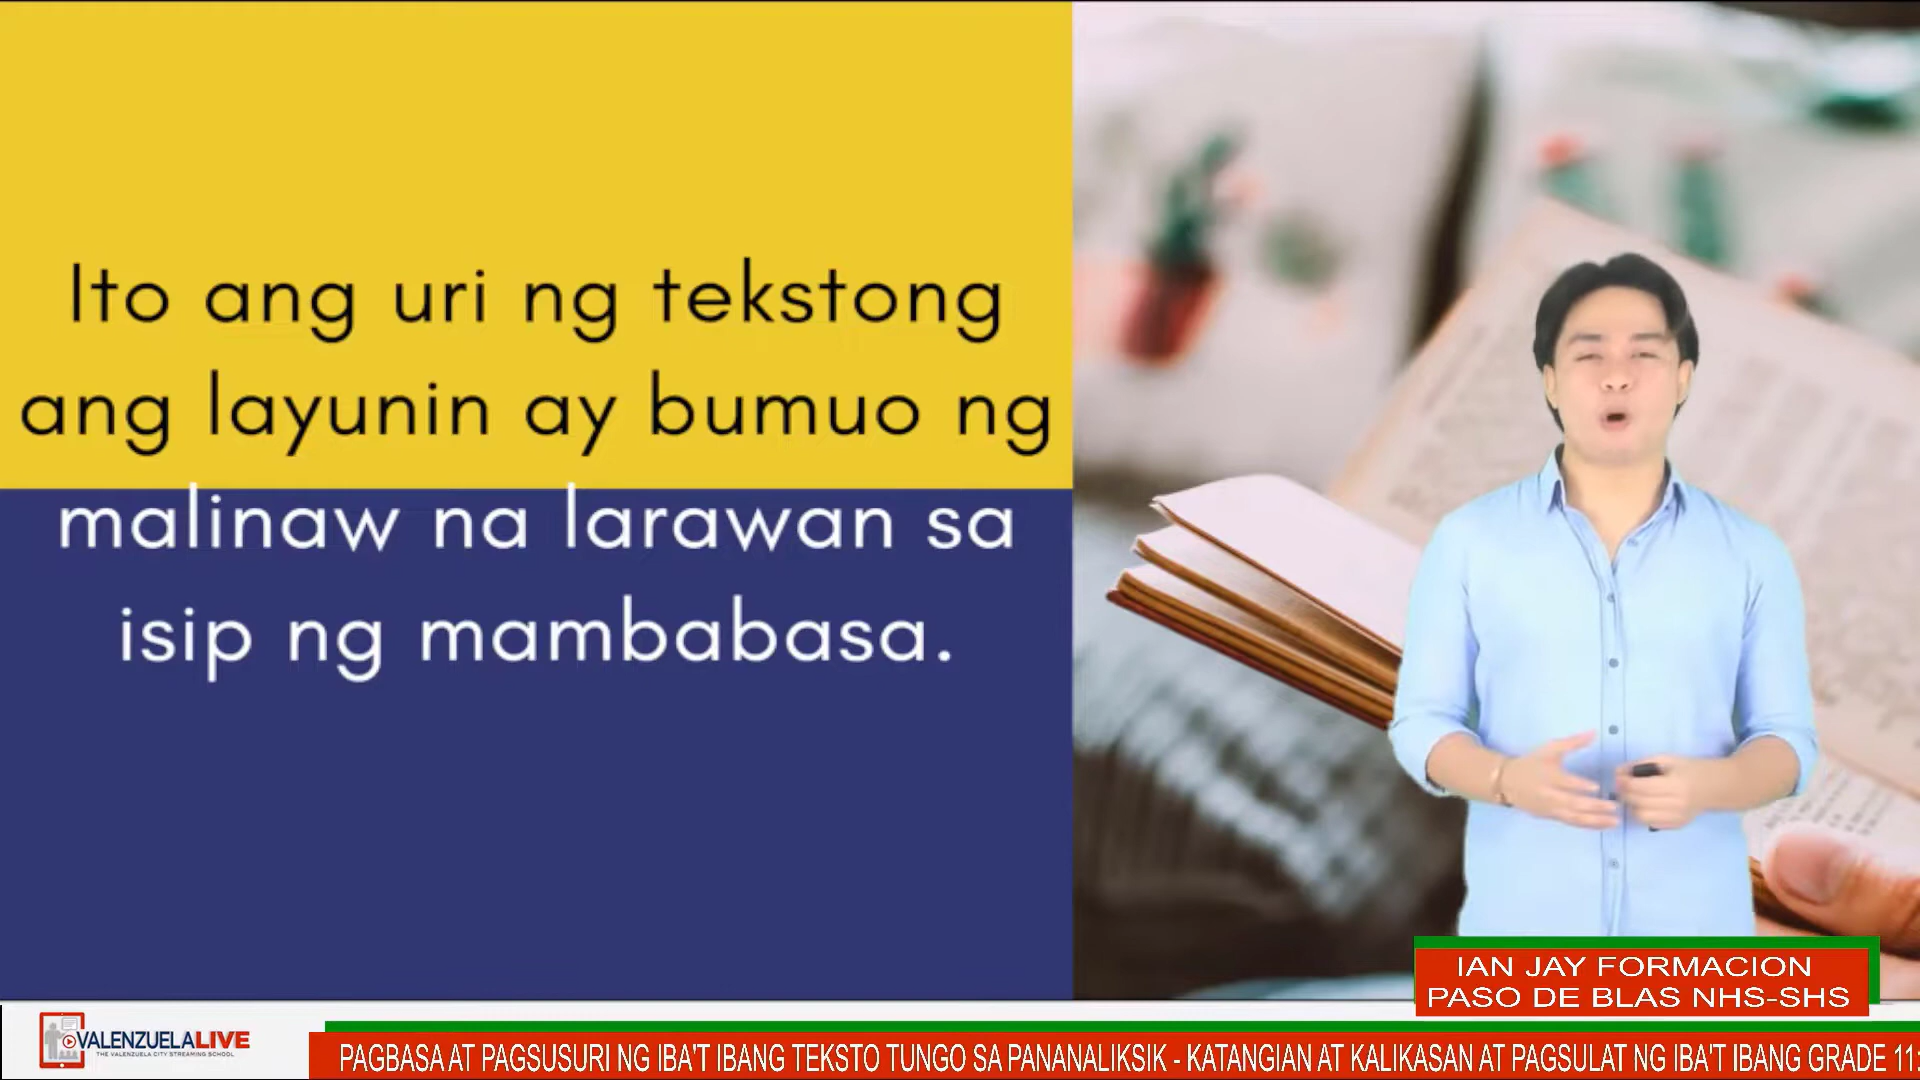 Ito ang uri ng tekstong
ang layunin ay bumuo ng
malinaw na larawan sa
isip ng mambabasa.
IAN JAY FORMACION
PASO DE BLAS NHS-SHS
VALENZUELALIVE
THE VALENZUELA CITY STREAMING SCHOOL
PAGBASA AT PAGSUSURI NG IBA'T IBANG TEKSTO TUNGO SA PANANALIKSIK - KATANGIAN AT KALIKASAN AT PAGSULAT NG IBA'T IBANG GRADE 11: